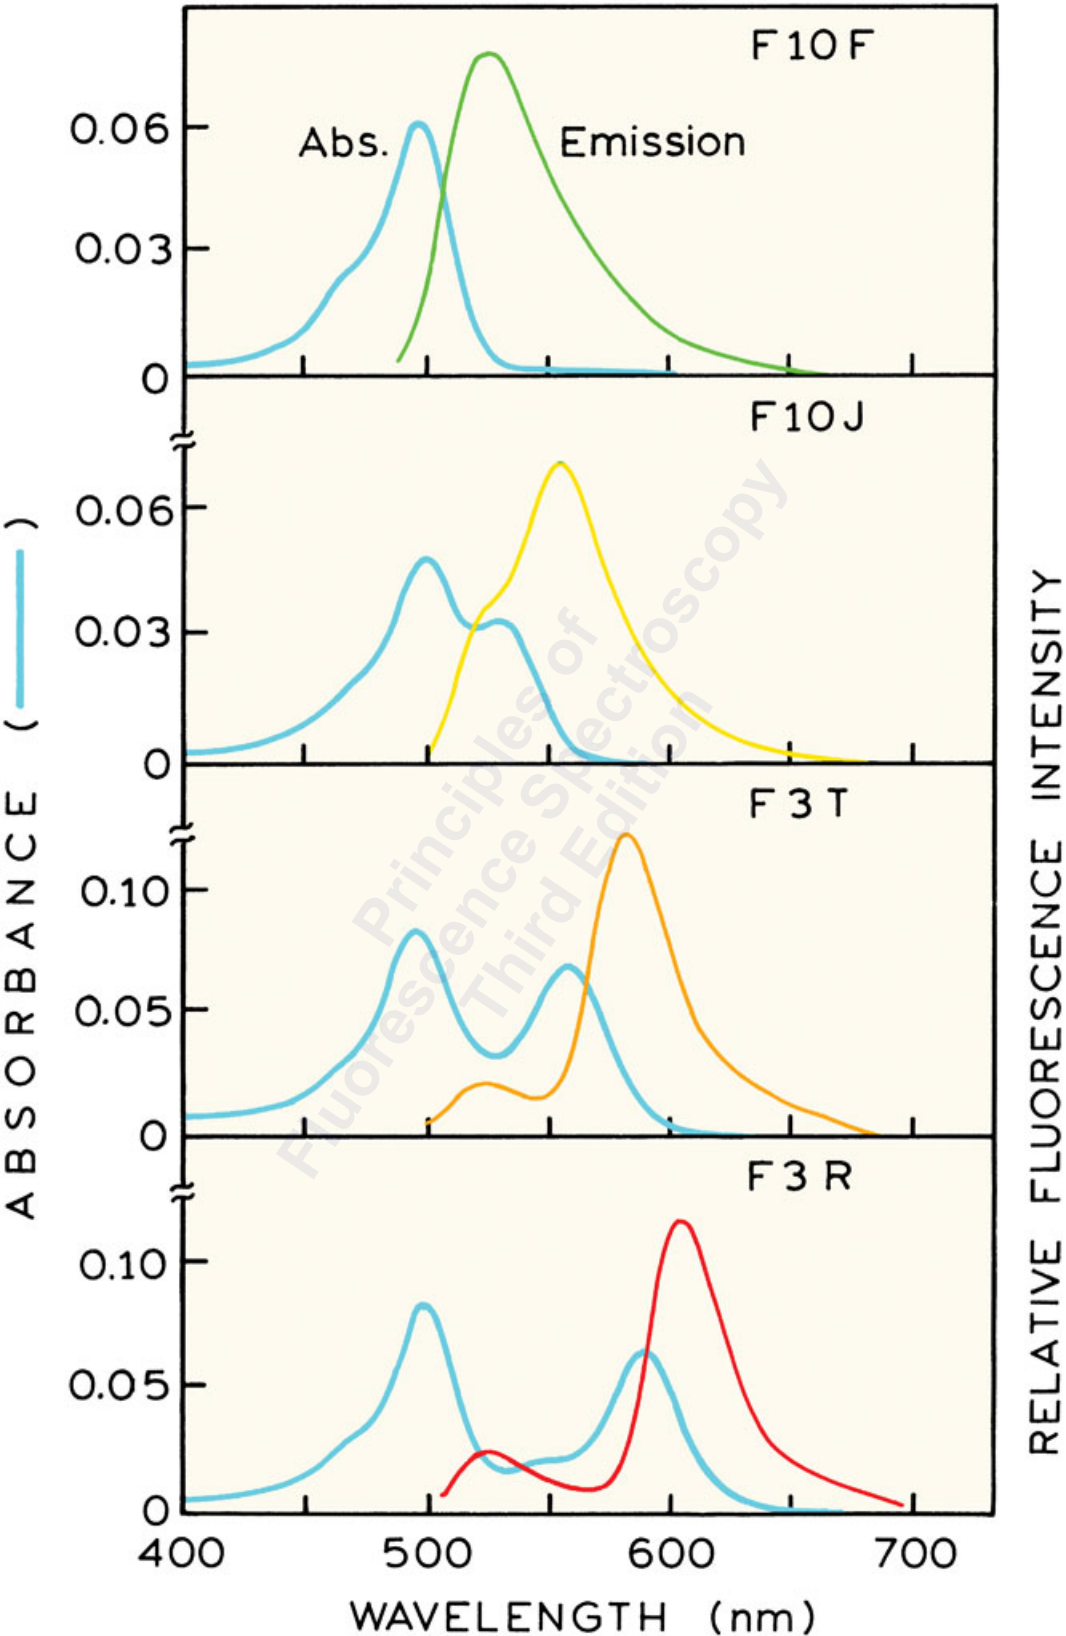 F10F
0.06
Abs.
Emission
0.03
0
F10J
0.06
0.03
0
F3T
0.10
0.05
0
F3R
0.10
0.05
0
400 500 600 700
WAVELENGTH (nm)
ABSORBANCE ( )
RELATIVE FLUORESCENCE INTENSITY
Principles of
Fluorescence Spectroscopy
Third Edition